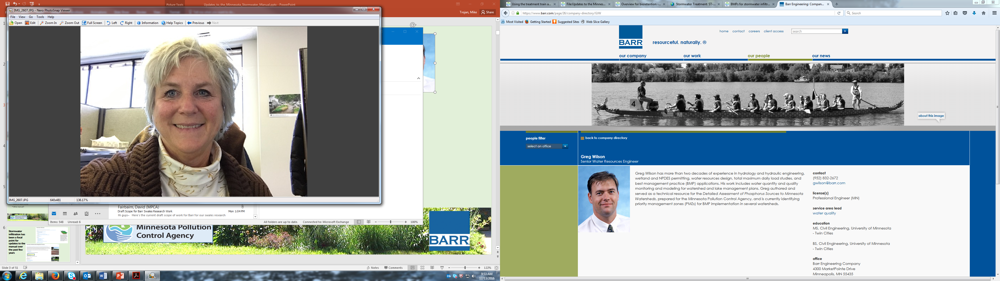 Picture Tools
Updates_to_the_Minnesota_Stormwater_Manual.pptx - PowerPoint
Trojan, Mike
Share
IMG_2607.JPG - Nero PhotoSnap Viewer
File View Go Tools Help
Open Edit Zoom In Zoom Out Full Screen Left Right Information Help Topics Previous Next
IMG_2607.JPG 640x481 136.17%
1
2
3
4
5
6
Stormwater
infiltration has
been a focal
point for
updates to the
manual over
the past few
years
Fairbairn, David (MPCA)
Draft Scope for Barr Swales Research Work Mon 1:04 PM
Hi guys– Here's the current draft scope of work for Barr for our swales research
Items: 548 Unread: 6
All folders are up to date. Connected to: Microsoft Exchange 100%
Minnesota Pollution
Control Agency
BARR
Slide 3 of 51
Notes Comments 122%
9:53 AM
12/13/2016
Using the treatment train a...
File:Updates to the Minnes...
Overview for bioretention -...
Stormwater Treatment: ST-...
BMPs for stormwater infiltr...
Barr Engineering: Compan...
https://www.barr.com/page/26/company-directory/GJW
Search
Most Visited Getting Started Suggested Sites Web Slice Gallery
BARR
resourceful. naturally. ®
home contact careers client access
search
our company our work our people our news
4
about this image
people filter
select an office
back to company directory
Greg Wilson
Senior Water Resources Engineer
Greg Wilson has more than two decades of experience in hydrology and hydraulic engineering,
wetland and NPDES permitting, water resources design, total maximum daily load studies, and
best management practice (BMP) applications. His work includes water quantity and quality
monitoring and modeling for watershed and lake management plans. Greg authored and
served as a technical resource for the Detailed Assessment of Phosphorus Sources to Minnesota
Watersheds, prepared for the Minnesota Pollution Control Agency, and is currently identifying
priority management zones (PMZs) for BMP implementation in several watersheds.
contact
(952) 832-2672
gwilson@barr.com
license(s)
Professional Engineer (MN)
service area lead
water quality
education
MS, Civil Engineering, University of Minnesota
- Twin Cities
BS, Civil Engineering, University of Minnesota
- Twin Cities
office
Barr Engineering Company
4300 MarketPointe Drive
Minneapolis, MN 55435